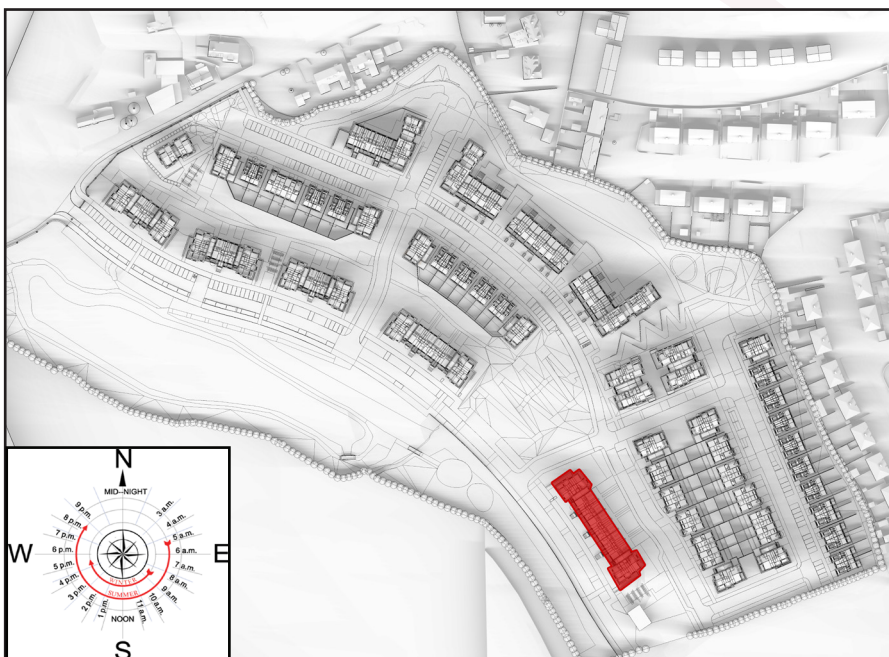 N
MID-NIGHT
9 p.m.
8 p.m.
7 p.m.
6 p.m.
5 p.m.
4 p.m.
3 p.m.
2 p.m.
1 p.m.
NOON
3 a.m.
4 a.m.
5 a.m.
6 a.m.
7 a.m.
8 a.m.
9 a.m.
10 a.m.
11 a.m.
W
E
WINTER
SUMMER
S